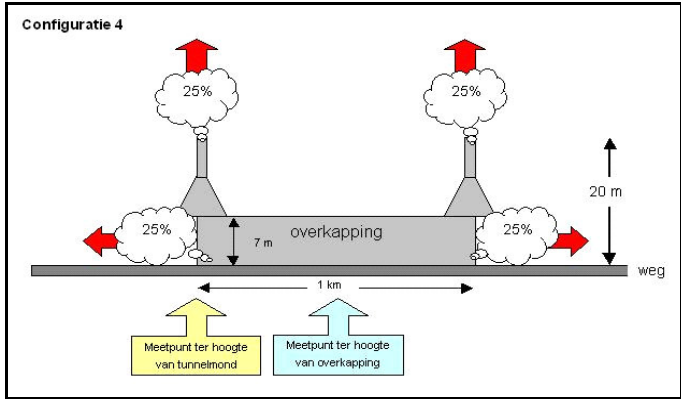 Configuratie 4
25%
25%
20 m
25%
overkapping
7 m
25%
weg
1 km
Meetpunt ter hoogte
van tunnelmond
Meetpunt ter hoogte
van overkapping